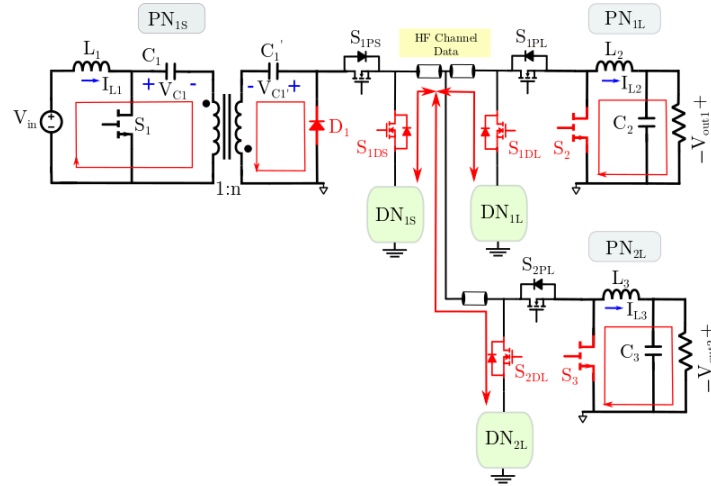 PN1S
PN1L
L1
C1
C1'
S1PS
HF Channel
Data
S1PL
L2
IL1
+ VC1 -
- VC1' +
IL2
Vin
S1
D1
S1DS
S1DL
S2
C2
− Vout1 +
1:n
DN1S
DN1L
PN2L
S2PL
L3
IL3
S2DL
S3
C3
DN2L